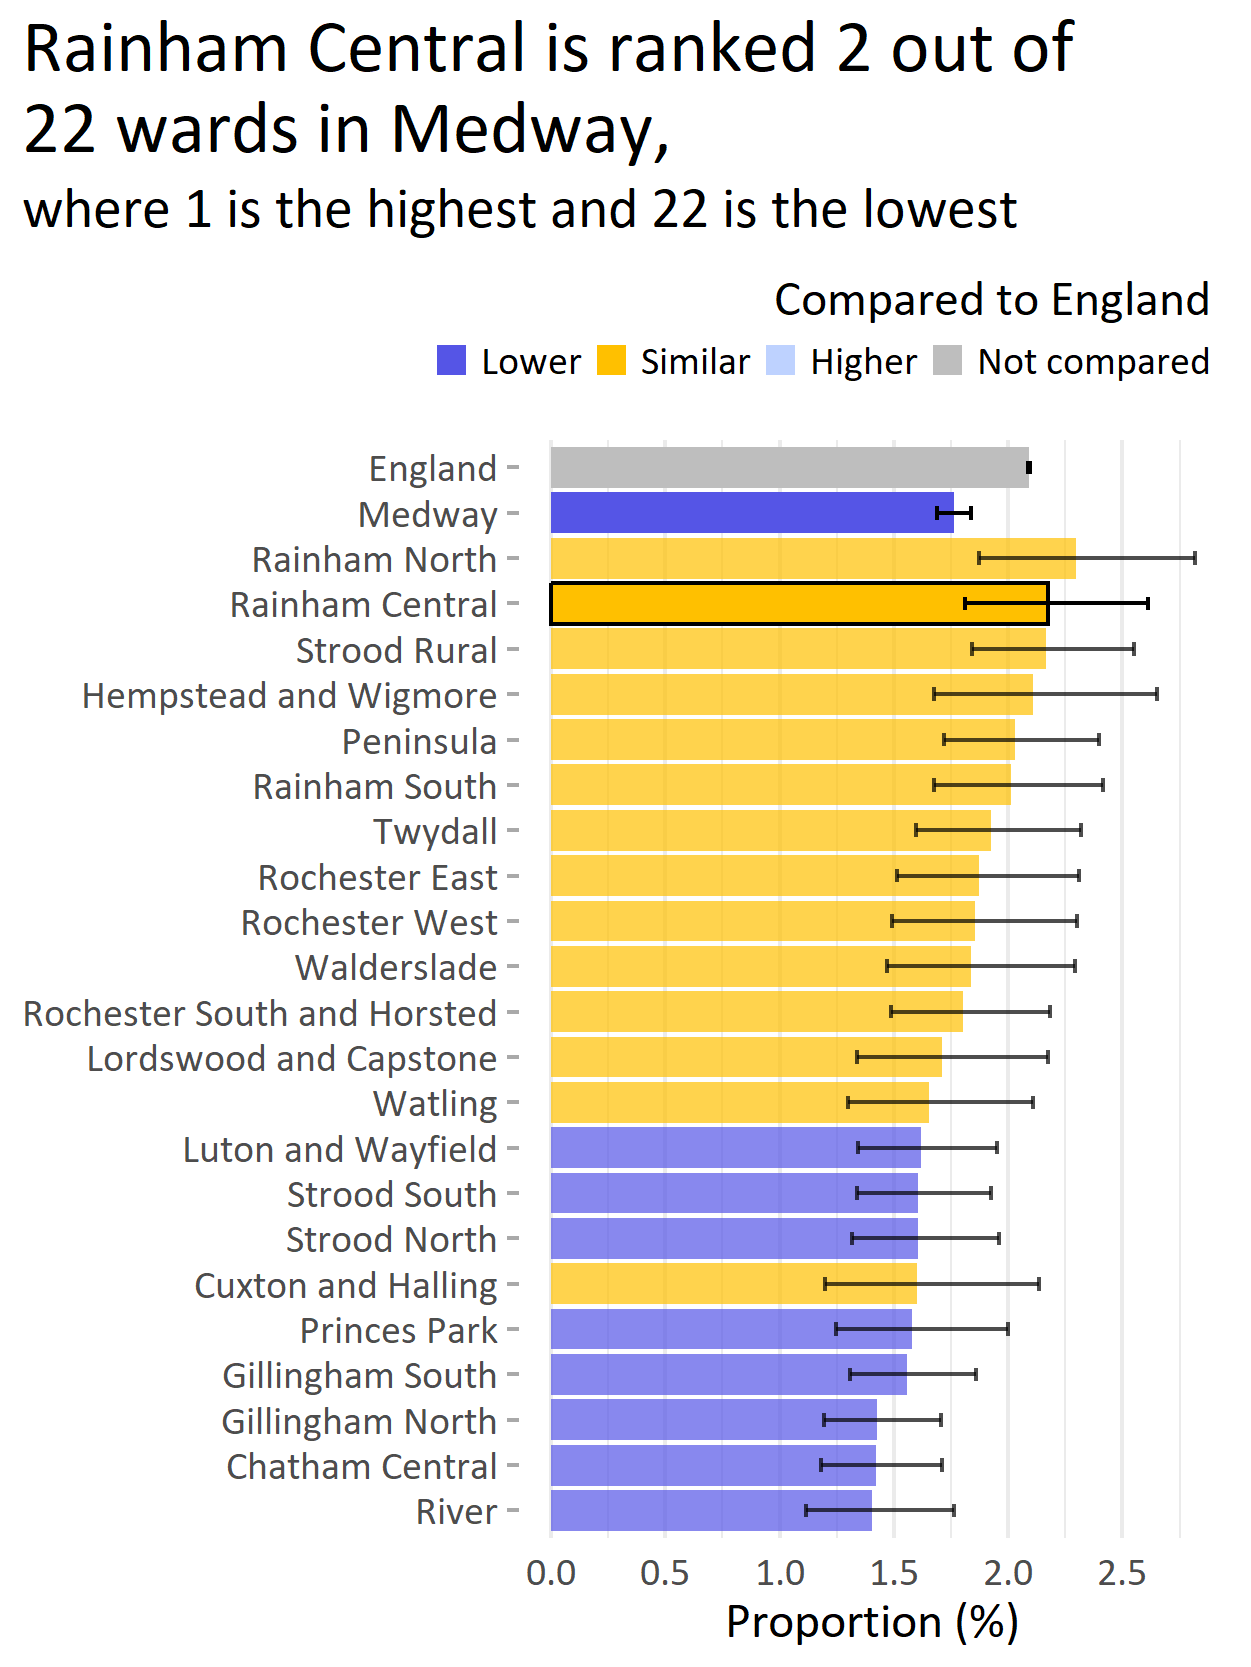 Rainham Central is ranked 2 out of
22 wards in Medway,
where 1 is the highest and 22 is the lowest
Compared to England
Lower Similar Higher Not compared
England
Medway
Rainham North
Rainham Central
Strood Rural
Hempstead and Wigmore
Peninsula
Rainham South
Twydall
Rochester East
Rochester West
Walderslade
Rochester South and Horsted
Lordswood and Capstone
Watling
Luton and Wayfield
Strood South
Strood North
Cuxton and Halling
Princes Park
Gillingham South
Gillingham North
Chatham Central
River
0.0 0.5 1.0 1.5 2.0 2.5
Proportion (%)